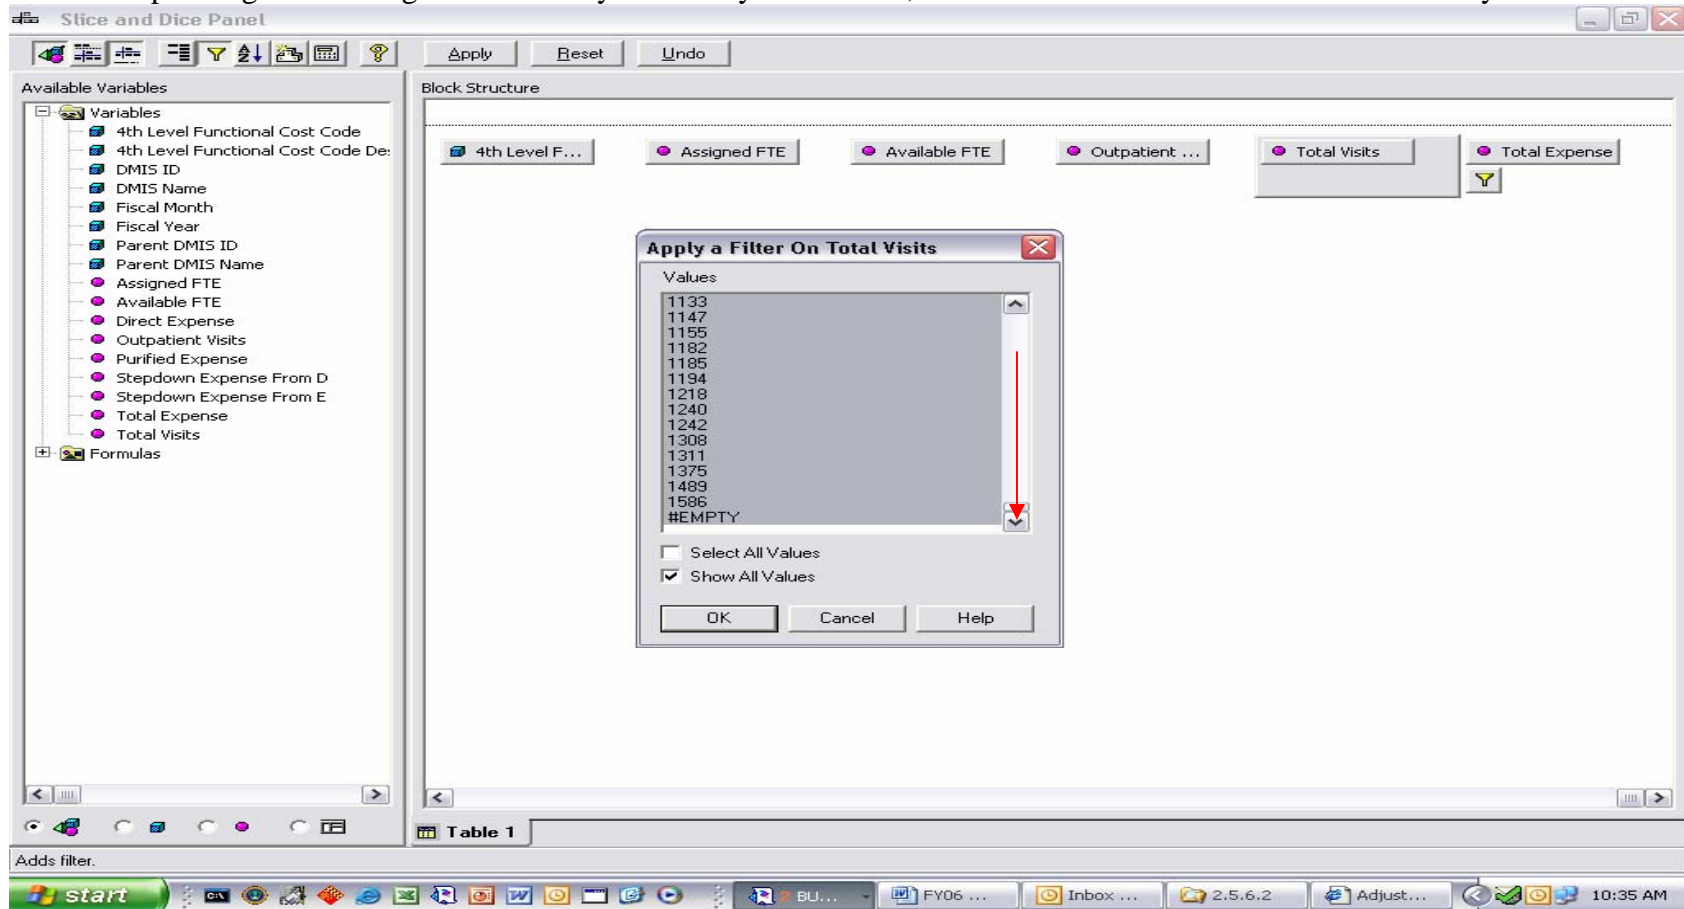 Slice and Dice Panel
Apply Reset Undo
Available Variables
Variables
4th Level Functional Cost Code
4th Level Functional Cost Code De
DMIS ID
DMIS Name
Fiscal Month
Fiscal Year
Parent DMIS ID
Parent DMIS Name
Assigned FTE
Available FTE
Direct Expense
Outpatient Visits
Purified Expense
Stepdown Expense From D
Stepdown Expense From E
Total Expense
Total Visits
Formulas
Block Structure
4th Level F... Assigned FTE Available FTE Outpatient ... Total Visits Total Expense
Apply a Filter On Total Visits
Values
1133
1147
1155
1182
1185
1194
1218
1240
1242
1308
1311
1375
1489
1586
#EMPTY
Select All Values
Show All Values
OK Cancel Help
Table 1
Adds filter.
start 2 BU... FY06 ... Inbox ... 2.5.6.2 Adjust... 10:35 AM